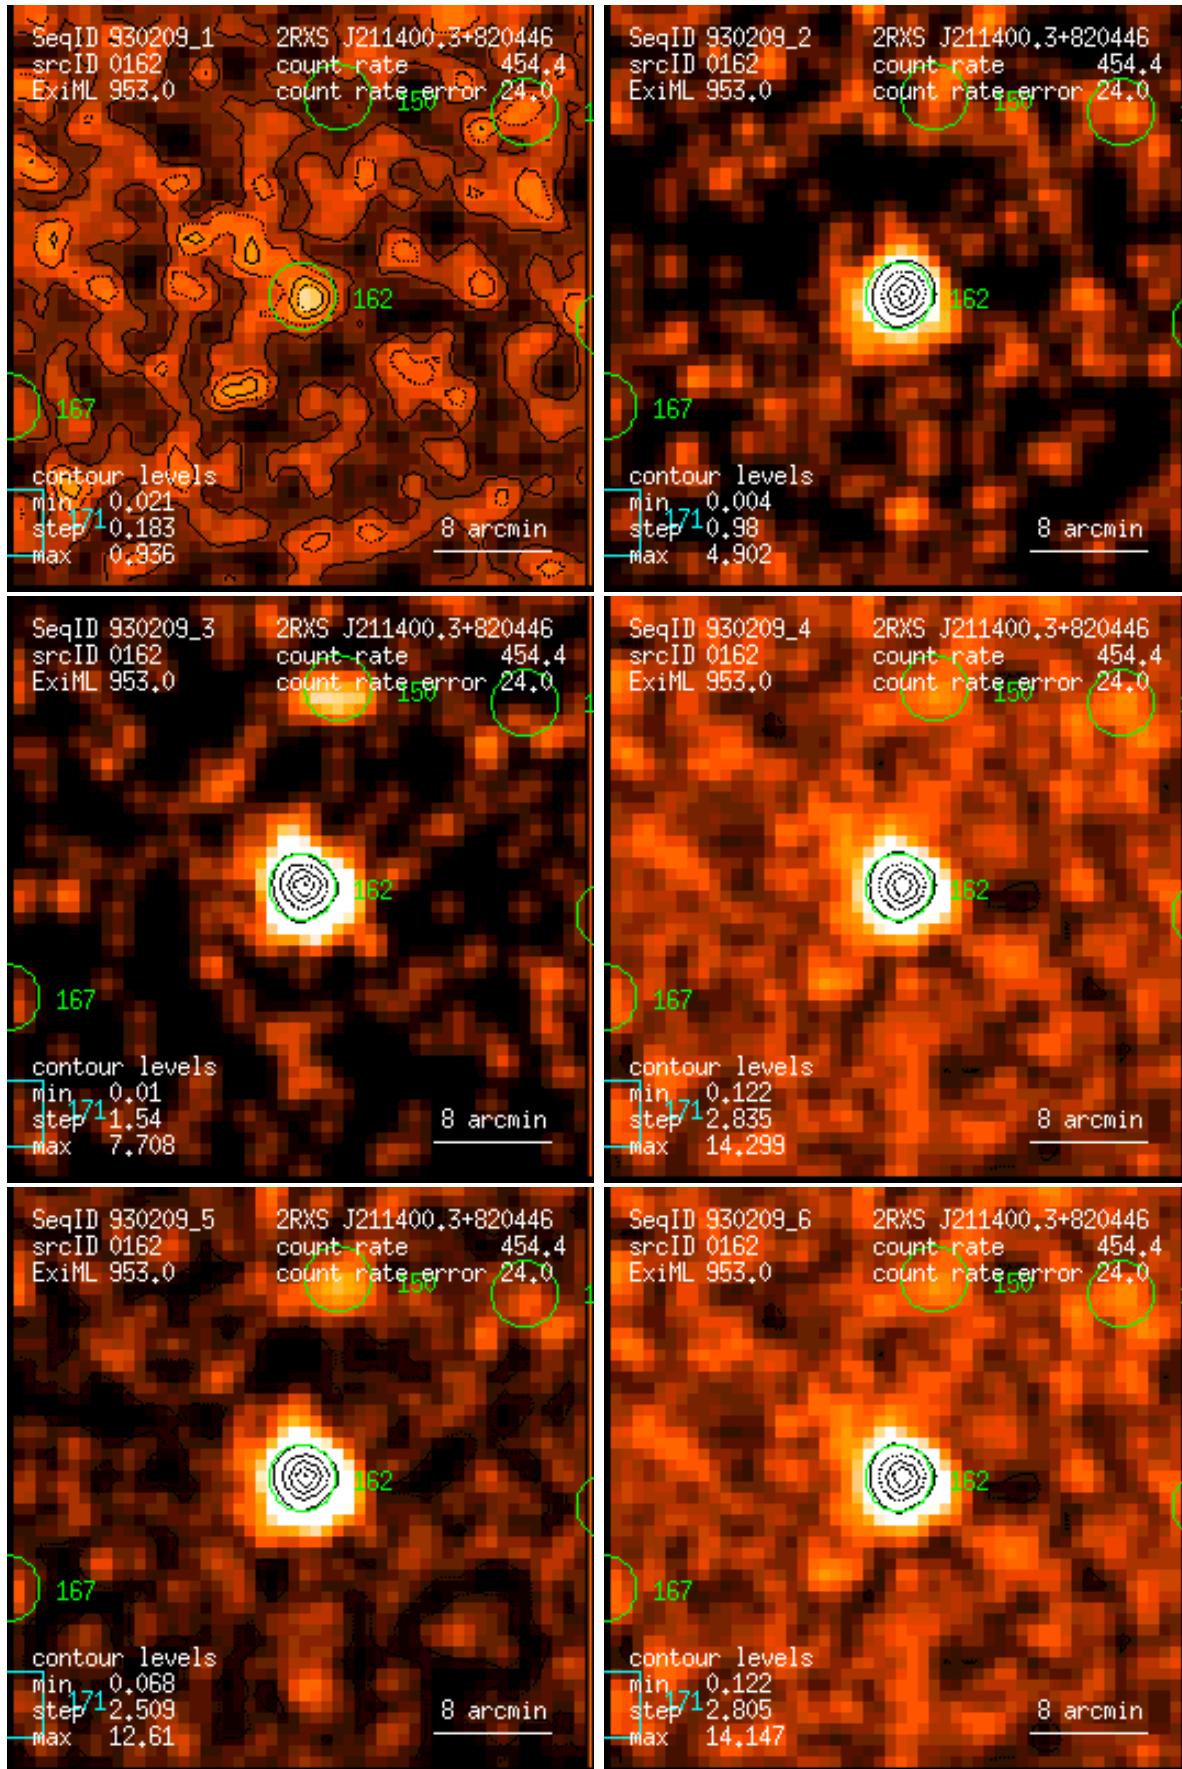 SeqID 930209_1 2RXS J211400.3+820446
srcID 0162 count rate 454.4
ExiML 953.0 count rate error 24.0
150
1
162
167
contour levels
min 0.021
171
step 0.183 8 arcmin
max 0.936
SeqID 930209_2 2RXS J211400.3+820446
srcID 0162 count rate 454.4
ExiML 953.0 count rate error 24.0
150
162
167
contour levels
min 0.004
171
step 0.98 8 arcmin
max 4.902
SeqID 930209_3 2RXS J211400.3+820446
srcID 0162 count rate 454.4
ExiML 953.0 count rate error 24.0
150
1
162
167
contour levels
min 0.01
171
step 1.54 8 arcmin
max 7.708
SeqID 930209_4 2RXS J211400.3+820446
srcID 0162 count rate 454.4
ExiML 953.0 count rate error 24.0
150
162
167
contour levels
min 0.122
171
step 2.835 8 arcmin
max 14.299
SeqID 930209_5 2RXS J211400.3+820446
srcID 0162 count rate 454.4
ExiML 953.0 count rate error 24.0
150
1
162
167
contour levels
min 0.068
171
step 2.509 8 arcmin
max 12.61
SeqID 930209_6 2RXS J211400.3+820446
srcID 0162 count rate 454.4
ExiML 953.0 count rate error 24.0
150
162
167
contour levels
min 0.122
171
step 2.805 8 arcmin
max 14.147